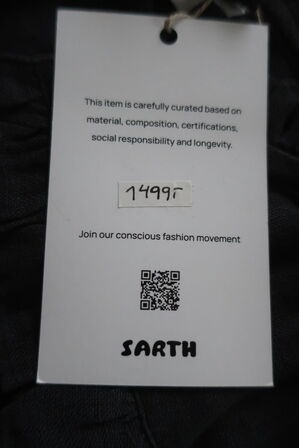 This item is carefully curated based on
material, composition, certifications,
social responsibility and longevity.
1499r
Join our conscious fashion movement
SARTH